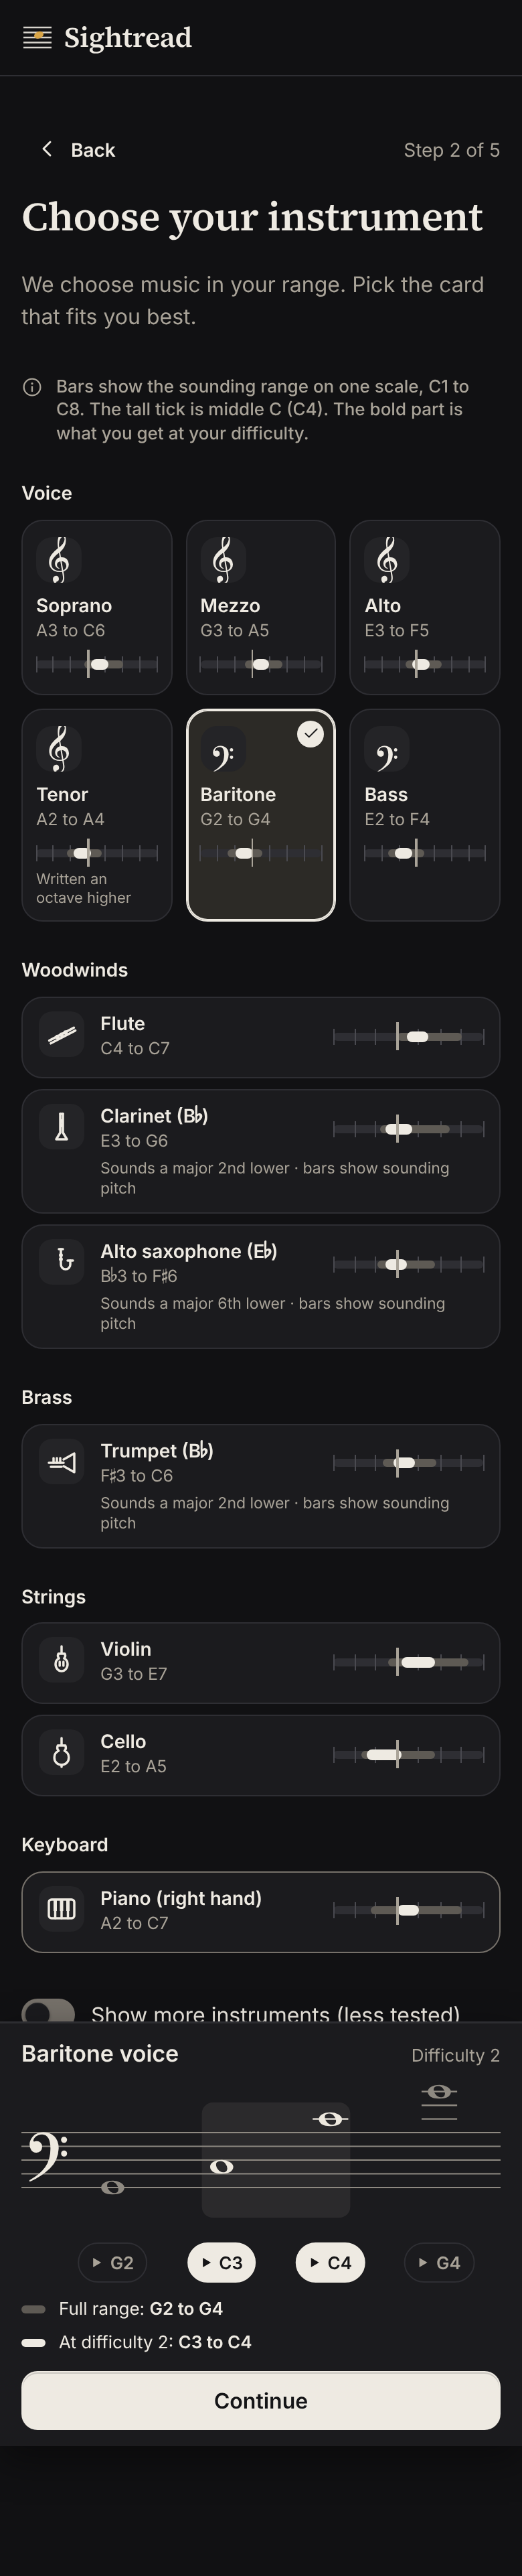 Sightread
Back
Step 2 of 5
Choose your instrument
We choose music in your range. Pick the card
that fits you best.
Bars show the sounding range on one scale, C1 to
C8. The tall tick is middle C (C4). The bold part is
what you get at your difficulty.
Voice
Soprano
A3 to C6
Mezzo
G3 to A5
Alto
E3 to F5
Tenor
A2 to A4
Written an
octave higher
Baritone
G2 to G4
Bass
E2 to F4
Woodwinds
Flute
C4 to C7
Clarinet (B♭)
E3 to G6
Sounds a major 2nd lower · bars show sounding
pitch
Alto saxophone (E♭)
B♭3 to F♯6
Sounds a major 6th lower · bars show sounding
pitch
Brass
Trumpet (B♭)
F♯3 to C6
Sounds a major 2nd lower · bars show sounding
pitch
Strings
Violin
G3 to E7
Cello
E2 to A5
Keyboard
Piano (right hand)
A2 to C7
Show more instruments (less tested)
Baritone voice
Difficulty 2
G2
C3
C4
G4
Full range: G2 to G4
At difficulty 2: C3 to C4
Continue